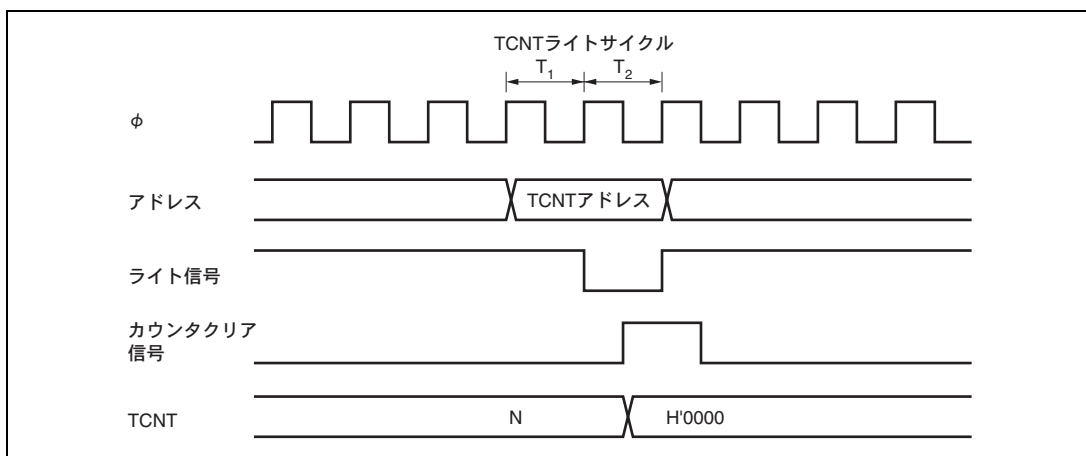 TCNTライトサイクル
T1 T2
φ
アドレス
TCNTアドレス
ライト信号
カウンタクリア
信号
TCNT
N
H'0000